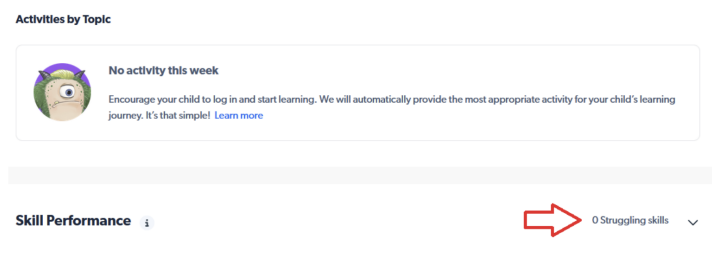 Activities by Topic
No activity this week
Encourage your child to log in and start learning. We will automatically provide the most appropriate activity for your child's learning
journey. It's that simple! Learn more
Skill Performance i
0 Struggling skills